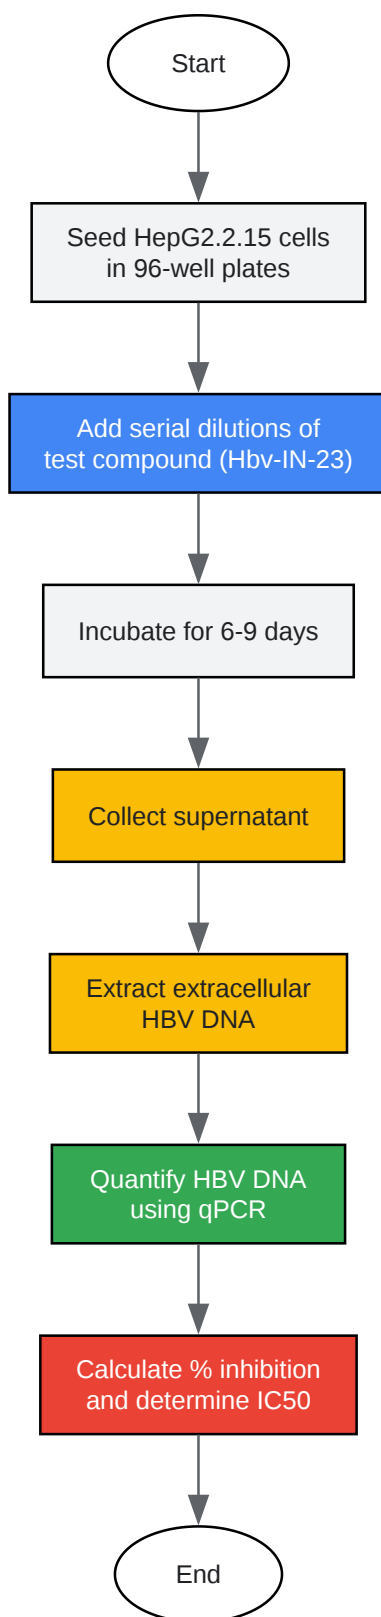 Start
Seed HepG2.2.15 cells
in 96-well plates
Add serial dilutions of
test compound (Hbv-IN-23)
Incubate for 6-9 days
Collect supernatant
Extract extracellular
HBV DNA
Quantify HBV DNA
using qPCR
Calculate % inhibition
and determine IC50
End